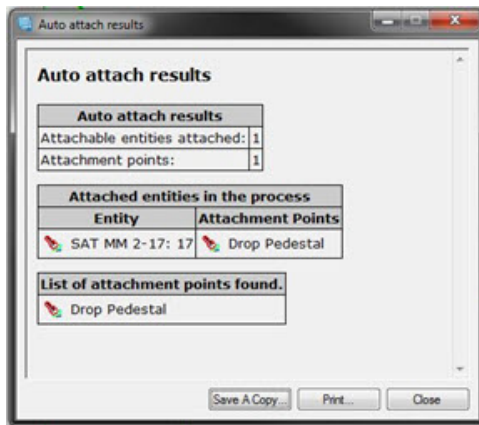 Auto attach results
Auto attach results
Auto attach results
Attachable entities attached: 1
Attachment points: 1
Attached entities in the process
Entity Attachment Points
SAT MM 2-17: 17 Drop Pedestal
List of attachment points found.
Drop Pedestal
Save A Copy... Print... Close